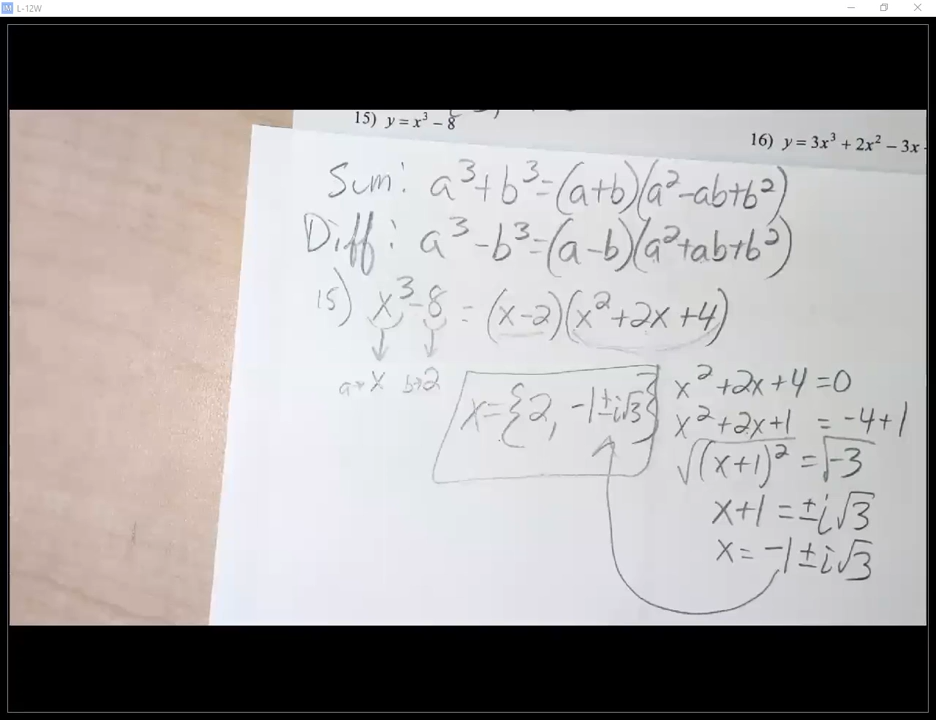 L-12W
15) y = x³ − 8
16) y = 3x³ + 2x² − 3x
Sum: a³+b³=(a+b)(a²-ab+b²)
Diff: a³-b³=(a-b)(a²+ab+b²)
15) x³-8 = (x-2)(x²+2x+4)
a→x b→2
x={2, -1±i√3}
x²+2x+4=0
x²+2x+1 = -4+1
√(x+1)² = √-3
x+1=±i√3
x= -1±i√3